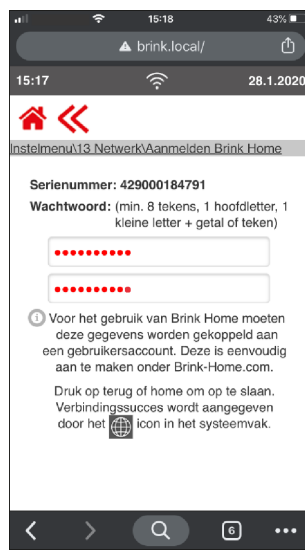 15:18
43%
brink.local/
15:17
28.1.2020
Instelmenu\13 Netwerk\Aanmelden Brink Home
Serienummer: 429000184791
Wachtwoord: (min. 8 tekens, 1 hoofdletter, 1
kleine letter + getal of teken)
••••••••••
••••••••••
Voor het gebruik van Brink Home moeten
deze gegevens worden gekoppeld aan
een gebruikersaccount. Deze is eenvoudig
aan te maken onder Brink-Home.com.
Druk op terug of home om op te slaan.
Verbindingssucces wordt aangegeven
door het icon in het systeemvak.
6